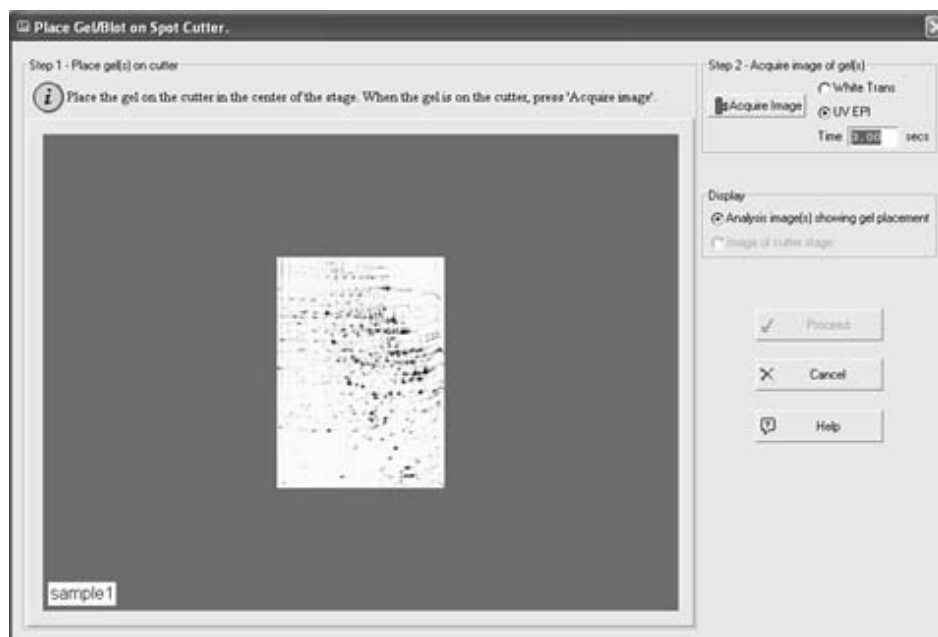 Place Gel/Blot on Spot Cutter.
Step 1 - Place gel(s) on cutter
i Place the gel on the cutter in the center of the stage. When the gel is on the cutter, press 'Acquire image'.
sample1
Step 2 - Acquire image of gel(s)
White Trans
Acquire Image
UV EPI
Time 3.00 secs
Display
Analysis image(s) showing gel placement
Image of cutter stage
Proceed
Cancel
? Help